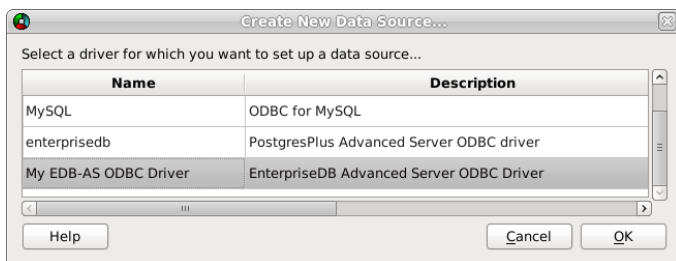 Create New Data Source...
Select a driver for which you want to set up a data source...
Name Description
MySQL ODBC for MySQL
enterprisedb PostgresPlus Advanced Server ODBC driver
My EDB-AS ODBC Driver EnterpriseDB Advanced Server ODBC Driver
Help Cancel OK